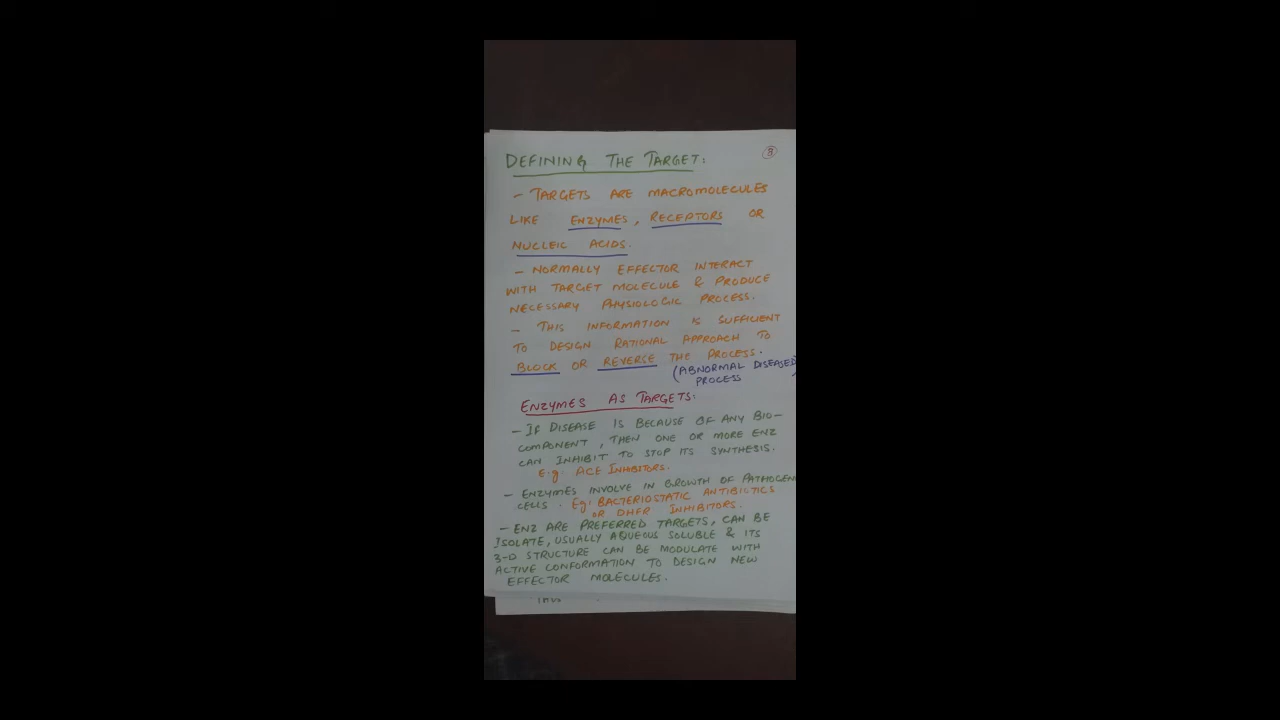 DEFINING THE TARGET:
8
- TARGETS ARE MACROMOLECULES
LIKE ENZYMES, RECEPTORS OR
NUCLEIC ACIDS.
- NORMALLY EFFECTOR INTERACT
WITH TARGET MOLECULE & PRODUCE
NECESSARY PHYSIOLOGIC PROCESS.
- THIS INFORMATION IS SUFFICIENT
TO DESIGN RATIONAL APPROACH TO
BLOCK OR REVERSE THE PROCESS.
(ABNORMAL DISEASED
PROCESS
ENZYMES AS TARGETS:
- IF DISEASE IS BECAUSE OF ANY BIO-
COMPONENT, THEN ONE OR MORE ENZ
CAN INHIBIT TO STOP ITS SYNTHESIS.
E.g: ACE INHIBITORS.
- ENZYMES INVOLVE IN GROWTH OF PATHOGEN
CELLS. Eg: BACTERIOSTATIC ANTIBIOTICS
OR DHFR INHIBITORS.
- ENZ ARE PREFERRED TARGETS, CAN BE
ISOLATE, USUALLY AQUEOUS SOLUBLE & ITS
3-D STRUCTURE CAN BE MODULATE WITH
ACTIVE CONFORMATION TO DESIGN NEW
EFFECTOR MOLECULES.